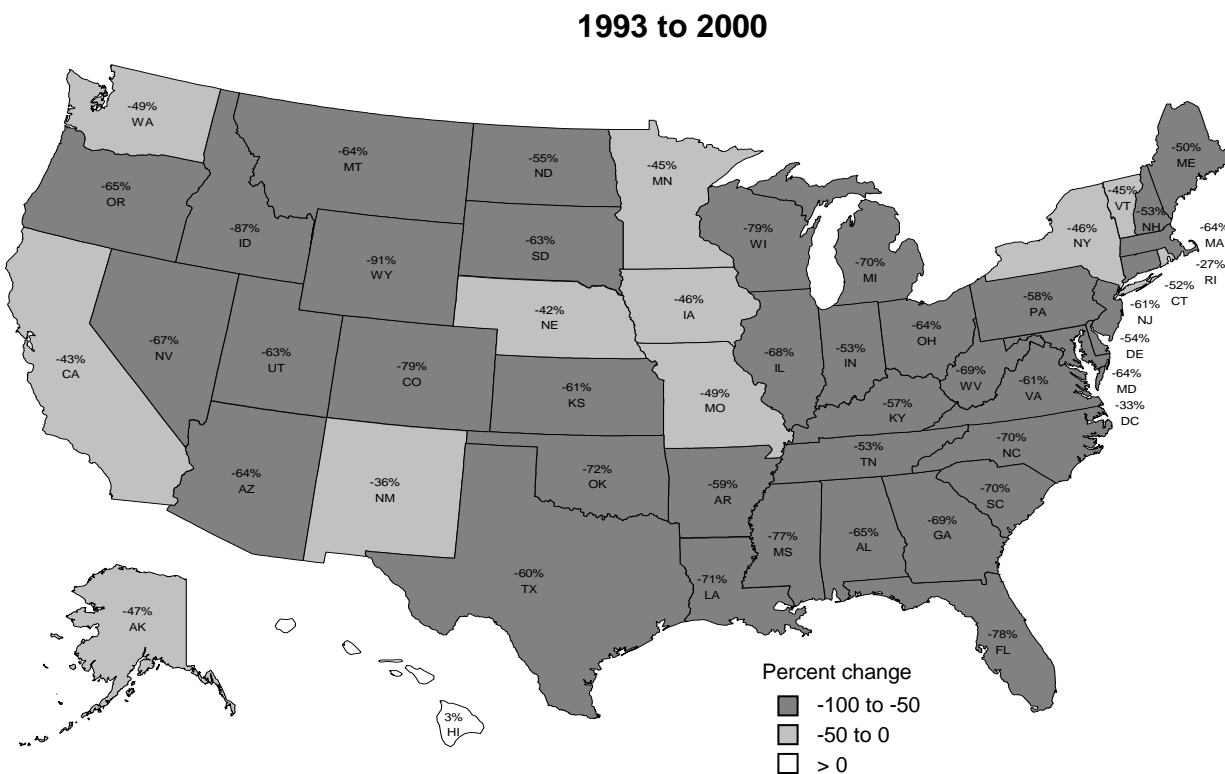 1993 to 2000
-49%
WA
-65%
OR
-43%
CA
-67%
NV
-87%
ID
-64%
MT
-91%
WY
-63%
UT
-64%
AZ
-79%
CO
-36%
NM
-55%
ND
-63%
SD
-42%
NE
-61%
KS
-72%
OK
-60%
TX
-45%
MN
-46%
IA
-49%
MO
-59%
AR
-71%
LA
-79%
WI
-68%
IL
-70%
MI
-53%
IN
-64%
OH
-57%
KY
-53%
TN
-77%
MS
-65%
AL
-69%
GA
-78%
FL
-70%
SC
-70%
NC
-61%
VA
-69%
WV
-58%
PA
-46%
NY
-45%
VT
-53%
NH
-50%
ME
-64%
MA
-27%
RI
-52%
CT
-61%
NJ
-54%
DE
-64%
MD
-33%
DC
-47%
AK
3%
HI
Percent change
-100 to -50
-50 to 0
> 0